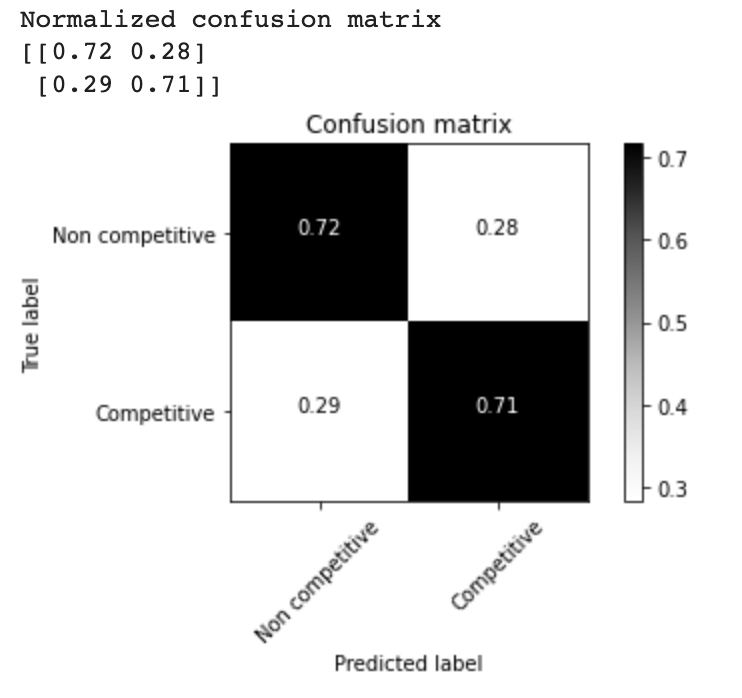 Normalized confusion matrix
[[0.72 0.28]
 [0.29 0.71]]
Confusion matrix
0.7
0.72 0.28
Non competitive
0.6
True label
0.5
0.4
0.29 0.71
Competitive
0.3
Non competitive
Competitive
Predicted label